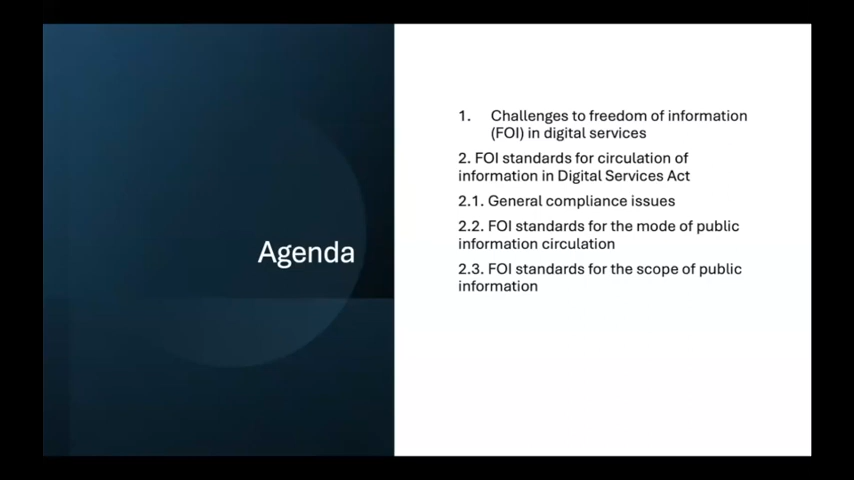 Agenda
1. Challenges to freedom of information
(FOI) in digital services
2. FOI standards for circulation of
information in Digital Services Act
2.1. General compliance issues
2.2. FOI standards for the mode of public
information circulation
2.3. FOI standards for the scope of public
information